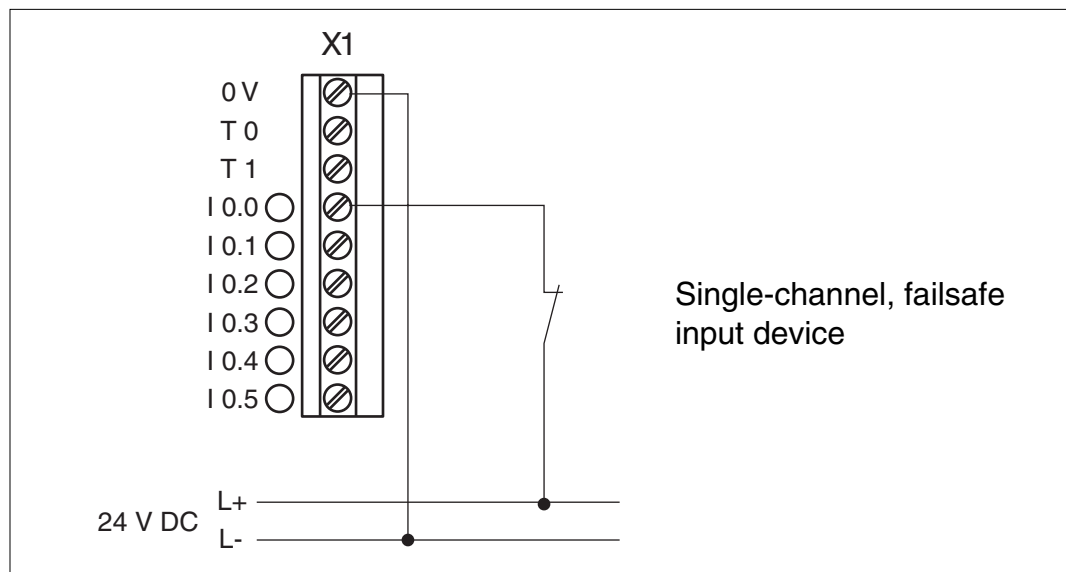 X1
0 V
T 0
T 1
I 0.0
I 0.1
I 0.2
I 0.3
I 0.4
I 0.5
Single-channel, failsafe
input device
24 V DC
L+
L-